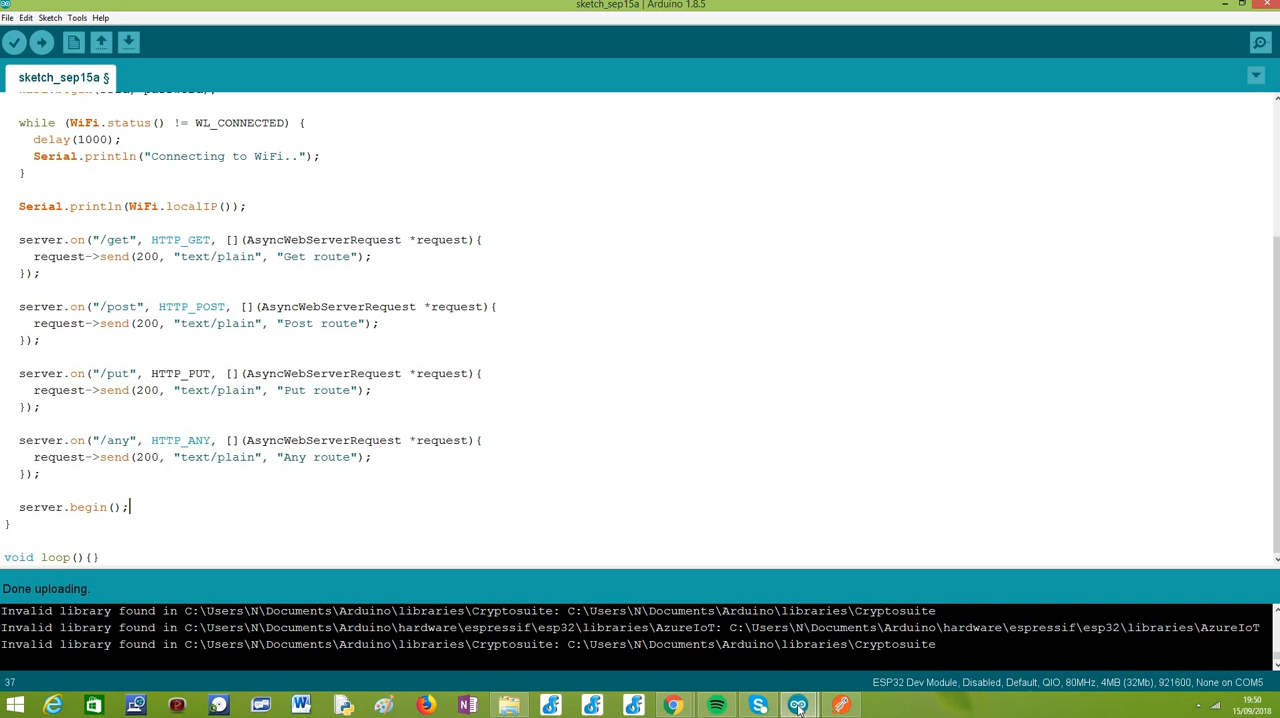 sketch_sep15a | Arduino 1.8.5
File Edit Sketch Tools Help
sketch_sep15a §
while (WiFi.status() != WL_CONNECTED) {
delay(1000);
Serial.println("Connecting to WiFi..");
}
Serial.println(WiFi.localIP());
server.on("/get", HTTP_GET, [](AsyncWebServerRequest *request){
request->send(200, "text/plain", "Get route");
});
server.on("/post", HTTP_POST, [](AsyncWebServerRequest *request){
request->send(200, "text/plain", "Post route");
});
server.on("/put", HTTP_PUT, [](AsyncWebServerRequest *request){
request->send(200, "text/plain", "Put route");
});
server.on("/any", HTTP_ANY, [](AsyncWebServerRequest *request){
request->send(200, "text/plain", "Any route");
});
server.begin();
}
void loop(){}
Done uploading.
Invalid library found in C:\Users\N\Documents\Arduino\libraries\Cryptosuite: C:\Users\N\Documents\Arduino\libraries\Cryptosuite
Invalid library found in C:\Users\N\Documents\Arduino\hardware\espressif\esp32\libraries\AzureIoT: C:\Users\N\Documents\Arduino\hardware\espressif\esp32\libraries\AzureIoT
Invalid library found in C:\Users\N\Documents\Arduino\libraries\Cryptosuite: C:\Users\N\Documents\Arduino\libraries\Cryptosuite
37 ESP32 Dev Module, Disabled, Default, QIO, 80MHz, 4MB (32Mb), 921600, None on COM5
19:50
15/09/2018